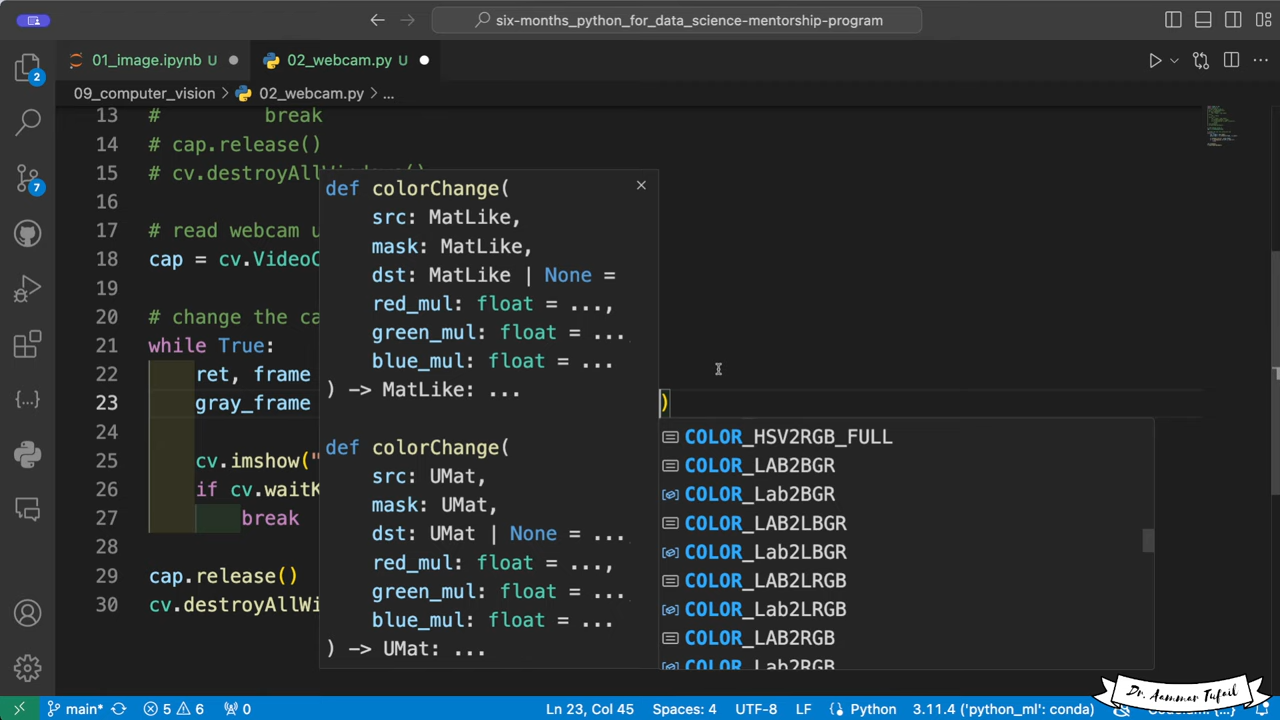 six-months_python_for_data_science-mentorship-program
01_image.ipynb U
02_webcam.py U
09_computer_vision > 02_webcam.py > ...
2
7
13 # break
14 # cap.release()
15 # cv.destroyAllWindows()
16
17 # read webcam u
18 cap = cv.VideoC
19
20 # change the ca
21 while True:
22 ret, frame
23 gray_frame )
24
25 cv.imshow("
26 if cv.waitK
27 break
28
29 cap.release()
30 cv.destroyAllWi
def colorChange(
src: MatLike,
mask: MatLike,
dst: MatLike | None =
red_mul: float = ...,
green_mul: float = ...
blue_mul: float = ...
) -> MatLike: ...
def colorChange(
src: UMat,
mask: UMat,
dst: UMat | None = ...
red_mul: float = ...
green_mul: float = ...
blue_mul: float = ...
) -> UMat: ...
COLOR_HSV2RGB_FULL
COLOR_LAB2BGR
COLOR_Lab2BGR
COLOR_LAB2LBGR
COLOR_Lab2LBGR
COLOR_LAB2LRGB
COLOR_Lab2LRGB
COLOR_LAB2RGB
COLOR_Lab2RGB
main* 5 6 0 Ln 23, Col 45 Spaces: 4 UTF-8 LF {} Python 3.11.4 ('python_ml': conda)
Dr. Aammar Tufail